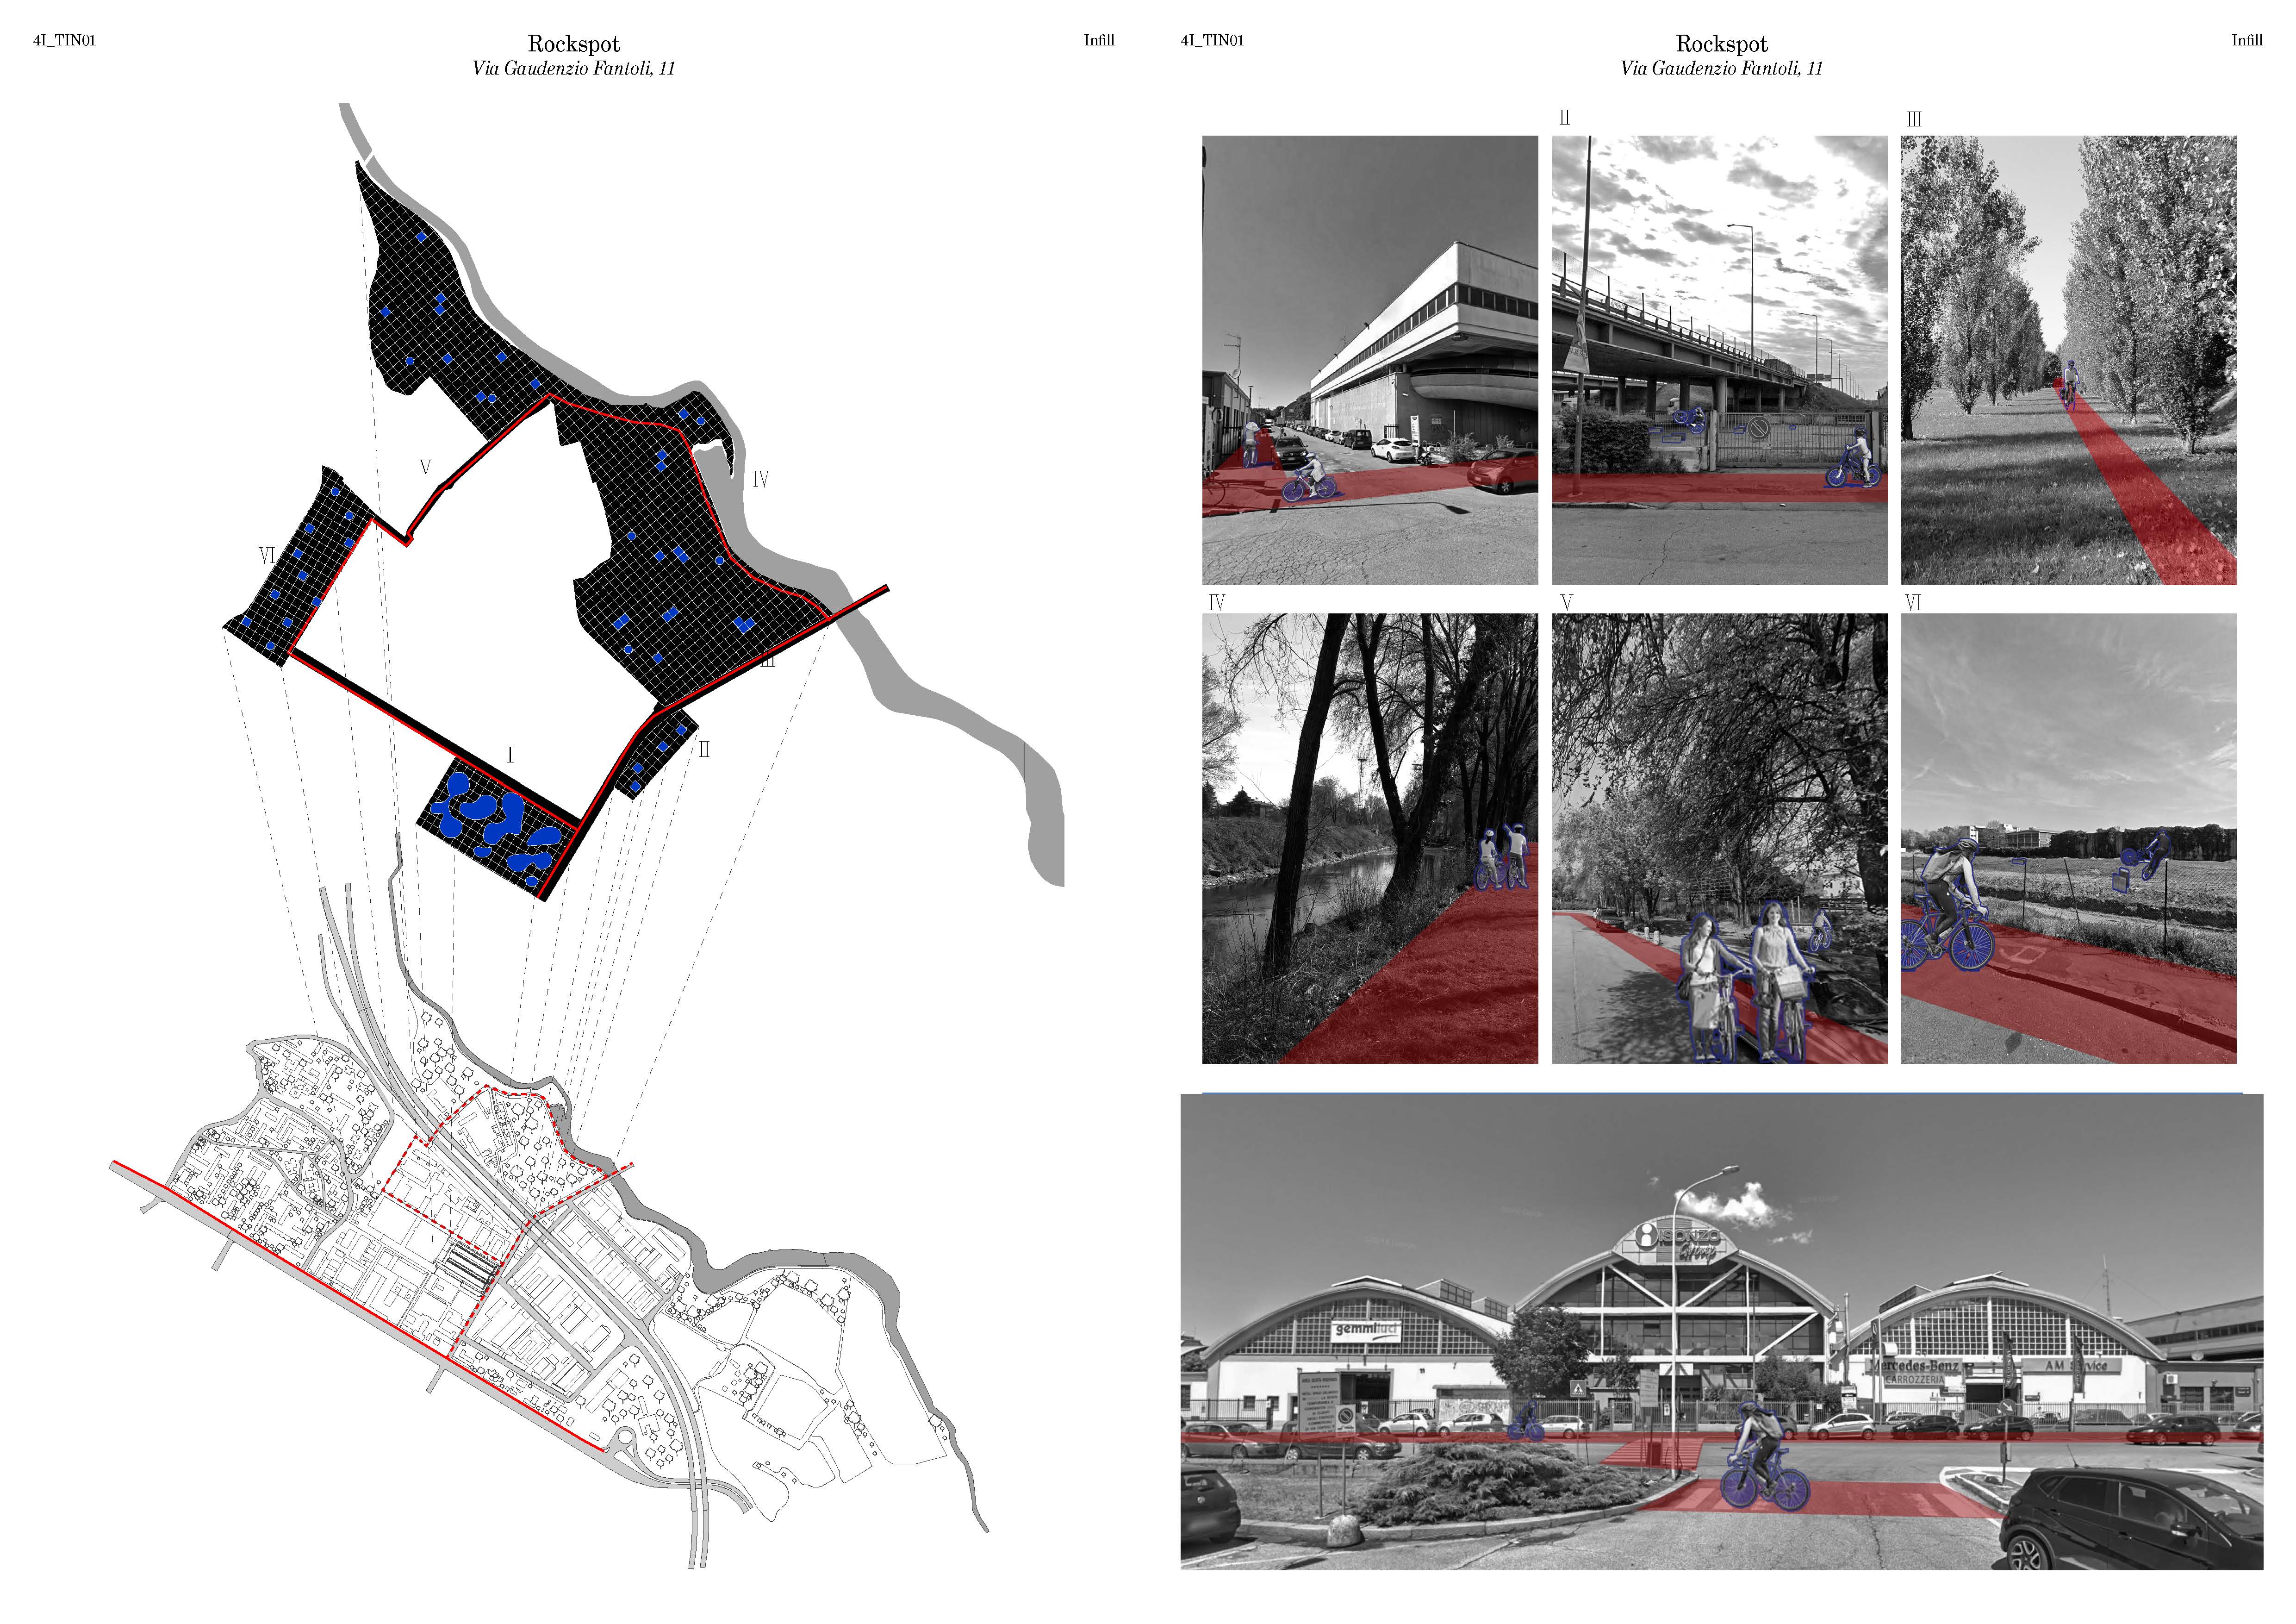 4I_TIN01
Rockspot
Infill
Via Gaudenzio Fantoli, 11
V
IV
VI
III
I
II
4I_TIN01
Rockspot
Infill
Via Gaudenzio Fantoli, 11
II
III
IV
V
VI
ISONZO
Group
gemmiluci
Mercedes-Benz
CARROZZERIA
AM Service